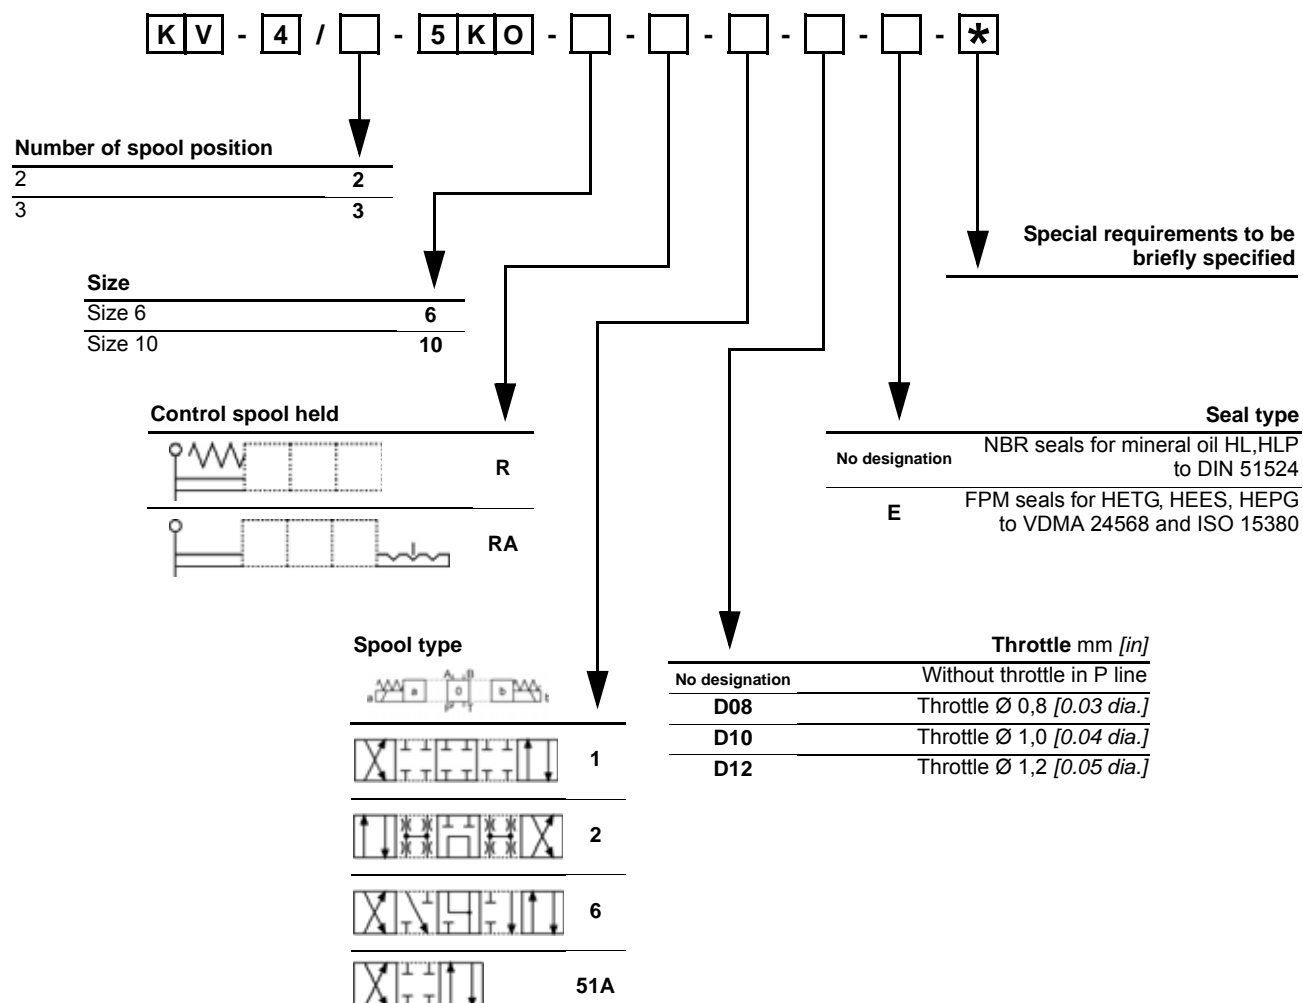 K V - 4 / - 5 K O - - - - - - *
Number of spool position
2 2
3 3
Special requirements to be
briefly specified
Size
Size 6 6
Size 10 10
Control spool held
R
RA
Seal type
No designation NBR seals for mineral oil HL,HLP
to DIN 51524
E FPM seals for HETG, HEES, HEPG
to VDMA 24568 and ISO 15380
Spool type
A B
a a 0 b b
P T
1
2
6
51A
Throttle mm [in]
No designation Without throttle in P line
D08 Throttle Ø 0,8 [0.03 dia.]
D10 Throttle Ø 1,0 [0.04 dia.]
D12 Throttle Ø 1,2 [0.05 dia.]